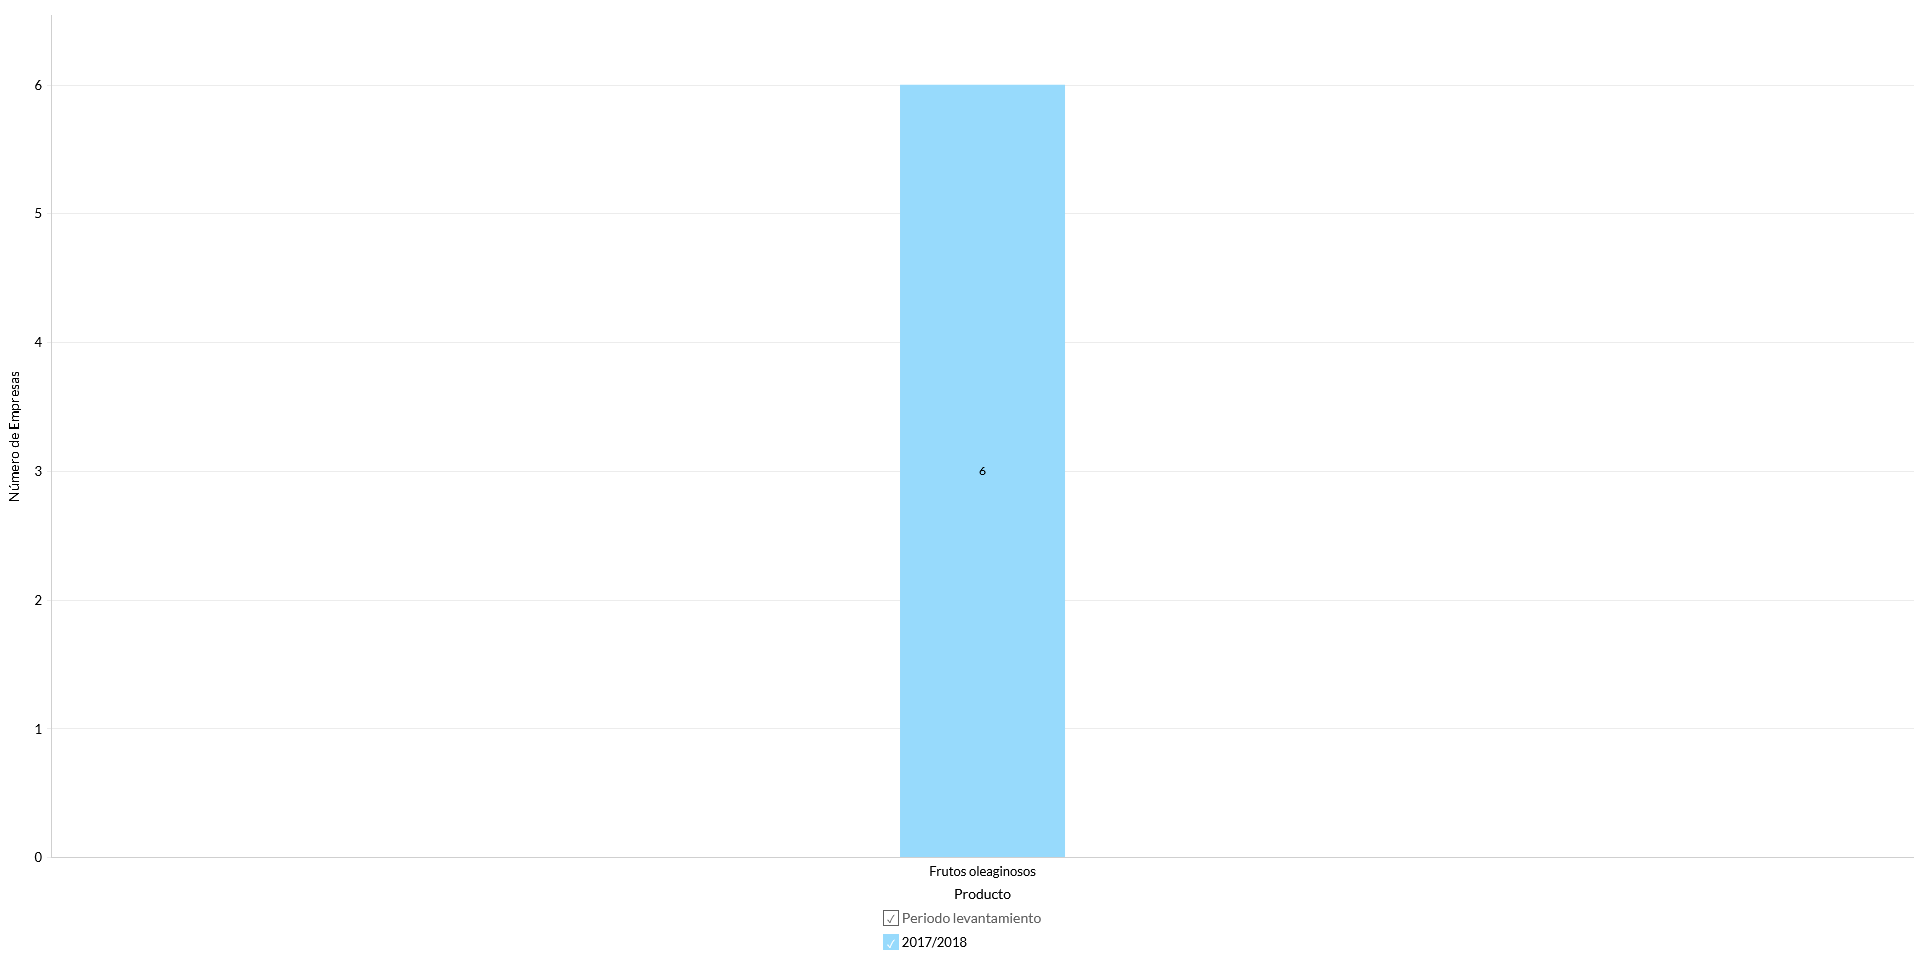 Número de Empresas
6
5
4
3
2
1
0
6
Frutos oleaginosos
Producto
Periodo levantamiento
2017/2018